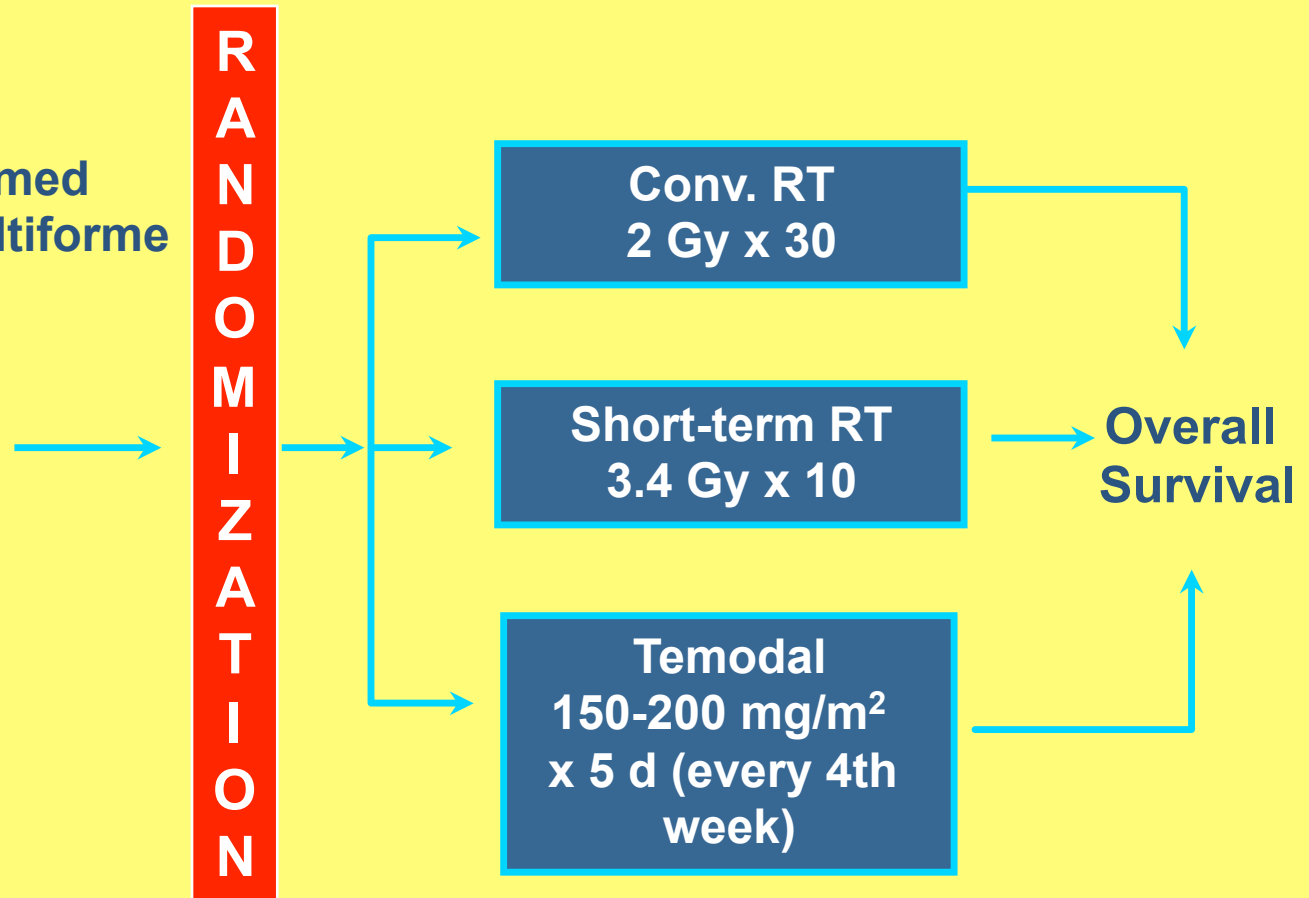 med
ltiforme
RANDOMIZATION
Conv. RT
2 Gy x 30
Short-term RT
3.4 Gy x 10
Temodal
150-200 mg/m²
x 5 d (every 4th
week)
Overall
Survival